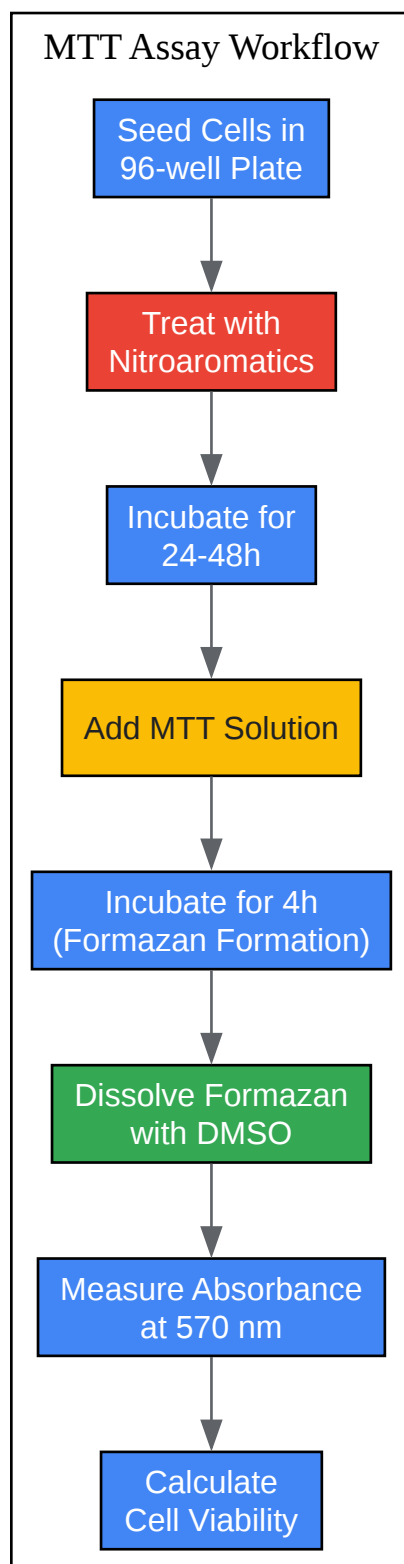 MTT Assay Workflow
Seed Cells in
96-well Plate
Treat with
Nitroaromatics
Incubate for
24-48h
Add MTT Solution
Incubate for 4h
(Formazan Formation)
Dissolve Formazan
with DMSO
Measure Absorbance
at 570 nm
Calculate
Cell Viability